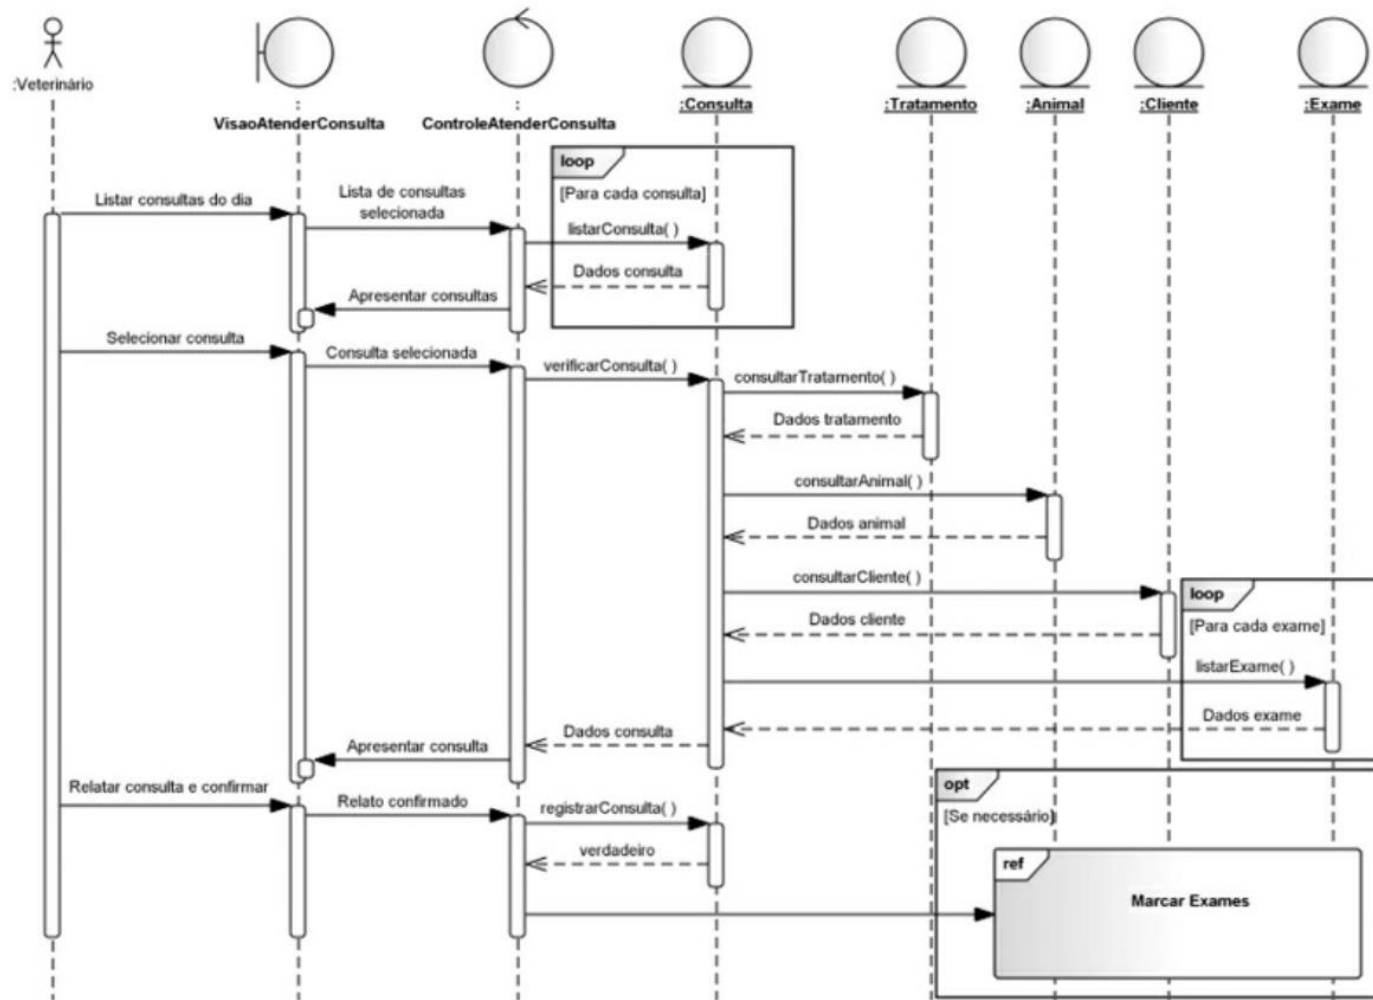 :Veterinário
:
VisaoAtenderConsulta
:
ControleAtenderConsulta
:Consulta
:Tratamento
:Animal
:Cliente
:Exame
loop
[Para cada consulta]
Listar consultas do dia
Lista de consultas
selecionada
listarConsulta( )
Dados consulta
Apresentar consultas
Selecionar consulta
Consulta selecionada
verificarConsulta( )
consultarTratamento( )
Dados tratamento
consultarAnimal( )
Dados animal
consultarCliente( )
Dados cliente
loop
[Para cada exame]
listarExame( )
Dados exame
Dados consulta
Apresentar consulta
Relatar consulta e confirmar
Relato confirmado
registrarConsulta( )
verdadeiro
opt
[Se necessário]
ref
Marcar Exames